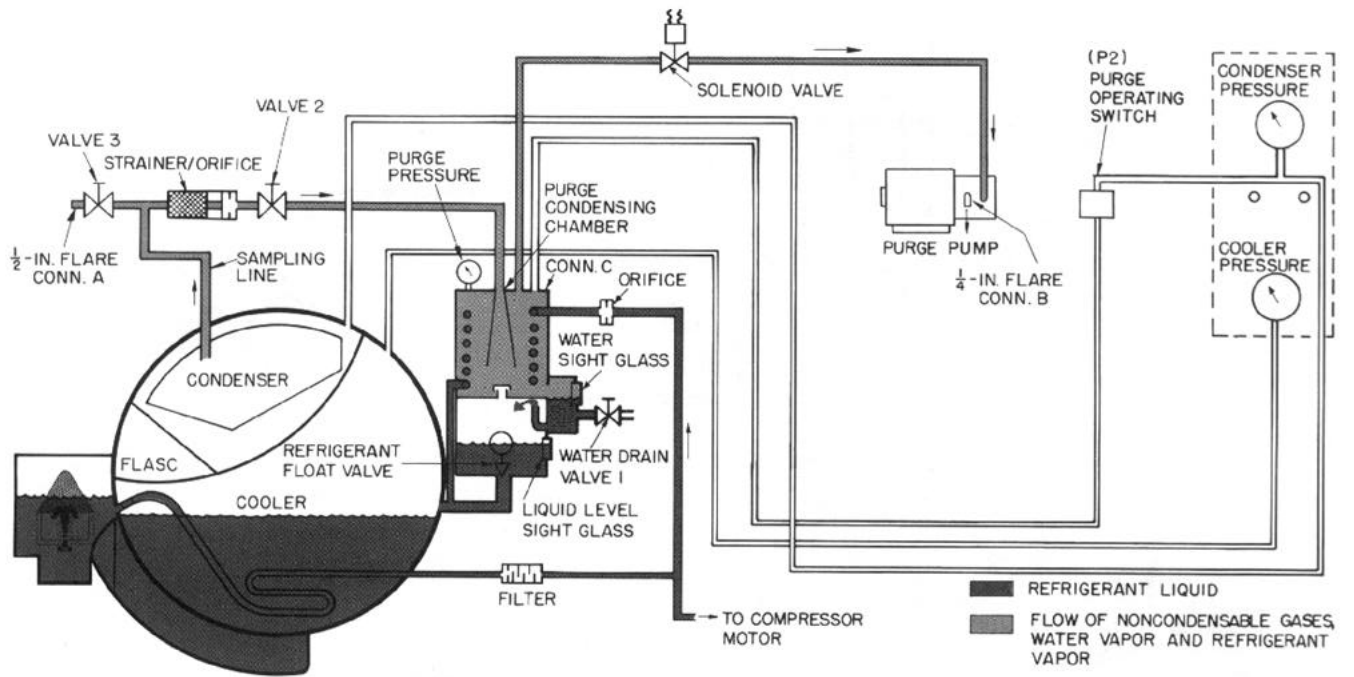 SOLENOID VALVE
(P2)
PURGE
OPERATING
SWITCH
CONDENSER
PRESSURE
VALVE 2
VALVE 3
STRAINER/ORIFICE
PURGE
PRESSURE
PURGE
CONDENSING
CHAMBER
1/2-IN. FLARE
CONN. A
SAMPLING
LINE
CONN. C
ORIFICE
PURGE PUMP
1/4-IN. FLARE
CONN. B
COOLER
PRESSURE
WATER
SIGHT GLASS
CONDENSER
FLASC
REFRIGERANT
FLOAT VALVE
WATER DRAIN
VALVE 1
COOLER
LIQUID LEVEL
SIGHT GLASS
FILTER
TO COMPRESSOR
MOTOR
REFRIGERANT LIQUID
FLOW OF NONCONDENSABLE GASES,
WATER VAPOR AND REFRIGERANT
VAPOR